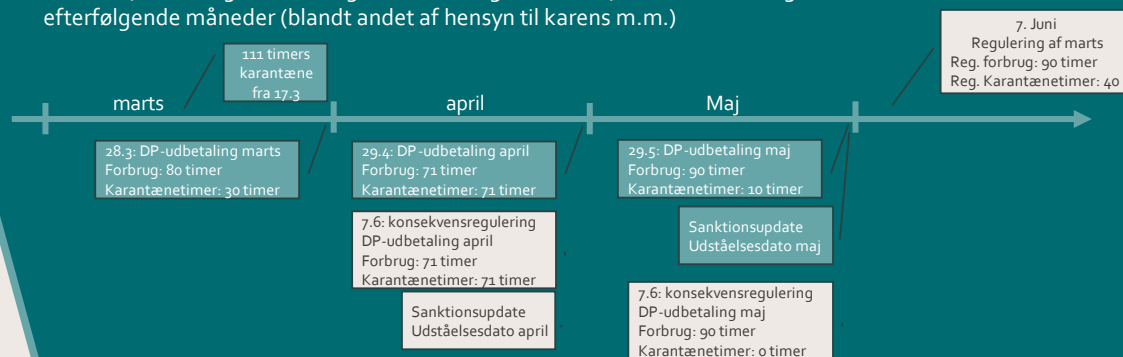 efterfølgende måneder (blandt andet af hensyn til karens m.m.)
111 timers
karantæne
fra 17.3
7. Juni
Regulering af marts
Reg. forbrug: 90 timer
Reg. Karantænetimer: 40
marts
april
Maj
28.3: DP-udbetaling marts
Forbrug: 80 timer
Karantænetimer: 30 timer
29.4: DP-udbetaling april
Forbrug: 71 timer
Karantænetimer: 71 timer
29.5: DP-udbetaling maj
Forbrug: 90 timer
Karantænetimer: 10 timer
7.6: konsekvensregulering
DP-udbetaling april
Forbrug: 71 timer
Karantænetimer: 71 timer
Sanktionsupdate
Udståelsesdato maj
Sanktionsupdate
Udståelsesdato april
7.6: konsekvensregulering
DP-udbetaling maj
Forbrug: 90 timer
Karantænetimer: 0 timer